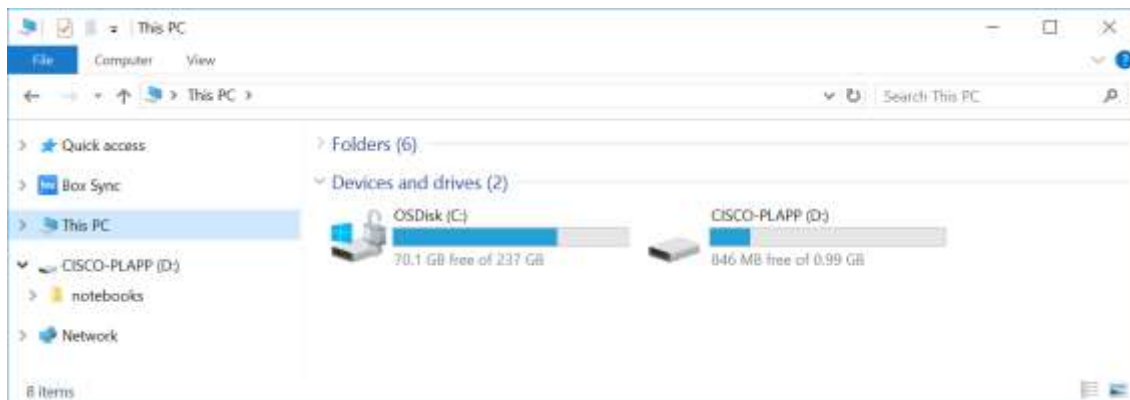 This PC
File Computer View
This PC Search This PC
Quick access
Box Sync
This PC
CISCO-PLAPP (D:)
notebooks
Network
Folders (6)
Devices and drives (2)
OSDisk (C:)
70.1 GB free of 237 GB
CISCO-PLAPP (D:)
846 MB free of 0.99 GB
8 items